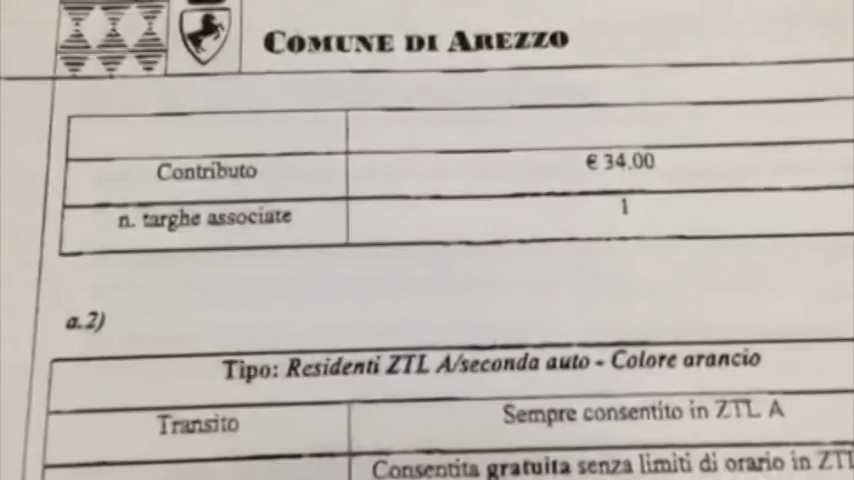 COMUNE DI AREZZO
Contributo € 34.00
n. targhe associate 1
a.2)
Tipo: Residenti ZTL A/seconda auto - Colore arancio
Transito Sempre consentito in ZTL A
Consentita gratuita senza limiti di orario in ZTL